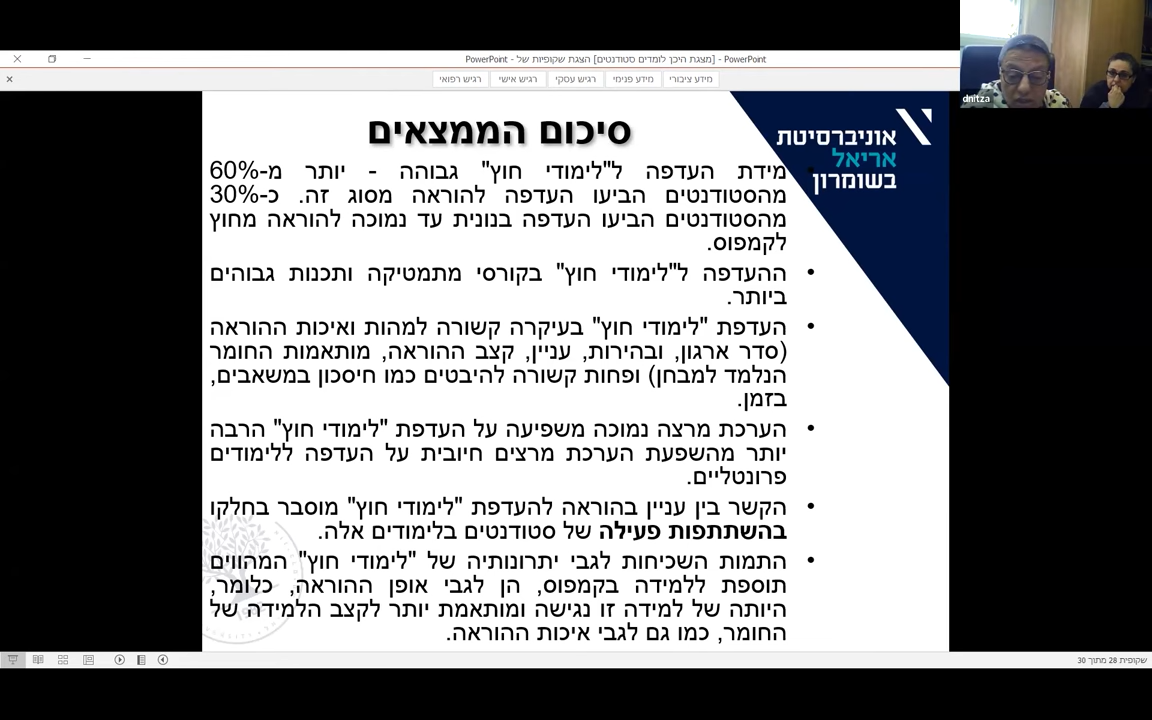 PowerPoint - [מצגת היכן לומדים סטודנטים] הצגת שקופיות של - PowerPoint
מידע ציבורי מידע פנימי רגיש עסקי רגיש אישי רגיש רפואי
dnitza
אוניברסיטת
אריאל
בשומרון
סיכום הממצאים
מידת העדפה ל"לימודי חוץ" גבוהה - יותר מ-60%
מהסטודנטים הביעו העדפה להוראה מסוג זה. כ-30%
מהסטודנטים הביעו העדפה בנונית עד נמוכה להוראה מחוץ
לקמפוס.
• ההעדפה ל"לימודי חוץ" בקורסי מתמטיקה ותכנות גבוהים
ביותר.
• העדפת "לימודי חוץ" בעיקרה קשורה למהות ואיכות ההוראה
(סדר ארגון, ובהירות, עניין, קצב ההוראה, מותאמות החומר
הנלמד למבחן) ופחות קשורה להיבטים כמו חיסכון במשאבים,
בזמן.
• הערכת מרצה נמוכה משפיעה על העדפת "לימודי חוץ" הרבה
יותר מהשפעת הערכת מרצים חיובית על העדפה ללימודים
פרונטליים.
• הקשר בין עניין בהוראה להעדפת "לימודי חוץ" מוסבר בחלקו
בהשתתפות פעילה של סטודנטים בלימודים אלה.
• התמות השכיחות לגבי יתרונותיה של "לימודי חוץ" המהווים
תוספת ללמידה בקמפוס, הן לגבי אופן ההוראה, כלומר,
היותה של למידה זו נגישה ומותאמת יותר לקצב הלמידה של
החומר, כמו גם לגבי איכות ההוראה.
שקופית 28 מתוך 30